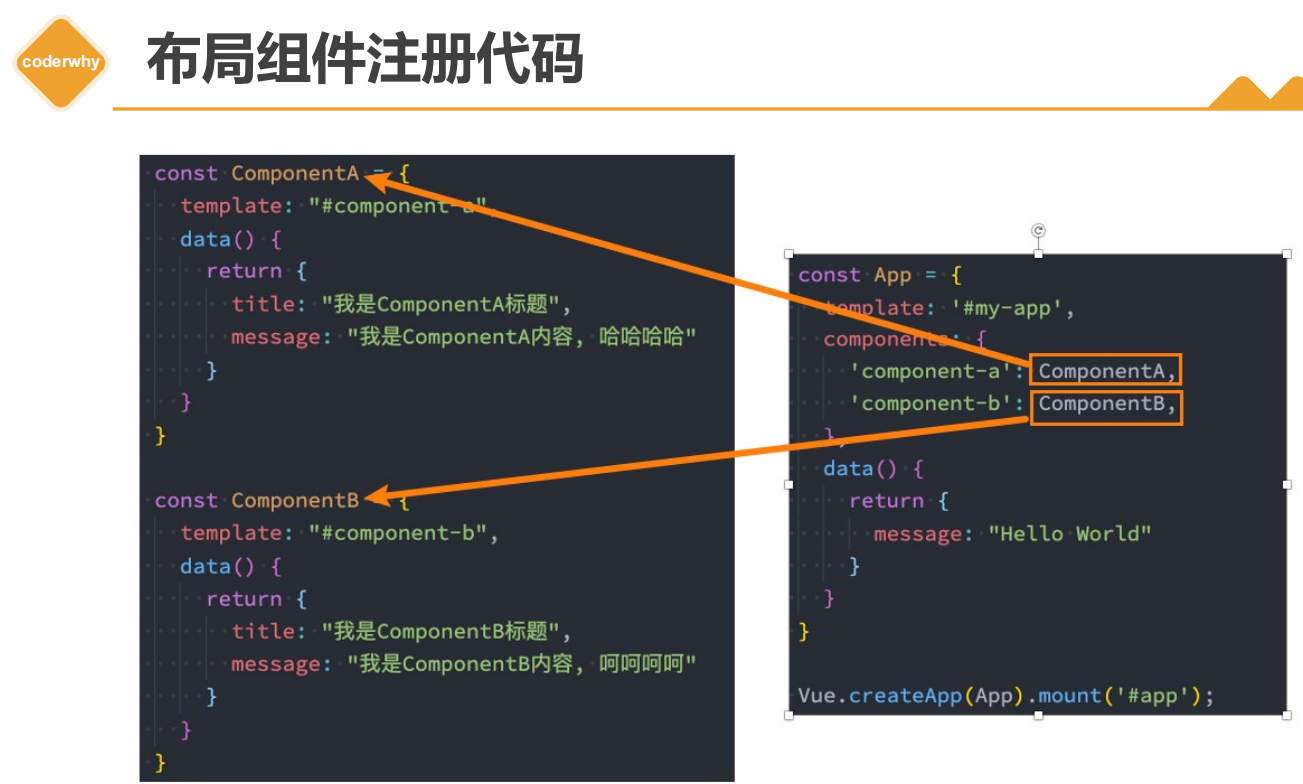 coderwhy
布局组件注册代码
const ComponentA = {
template: "#component-a",
data() {
return {
title: "我是ComponentA标题",
message: "我是ComponentA内容, 哈哈哈哈"
}
}
}
const ComponentB = {
template: "#component-b",
data() {
return {
title: "我是ComponentB标题",
message: "我是ComponentB内容, 呵呵呵呵"
}
}
}
const App = {
template: '#my-app',
components: {
'component-a': ComponentA,
'component-b': ComponentB,
},
data() {
return {
message: "Hello World"
}
}
}
Vue.createApp(App).mount('#app');